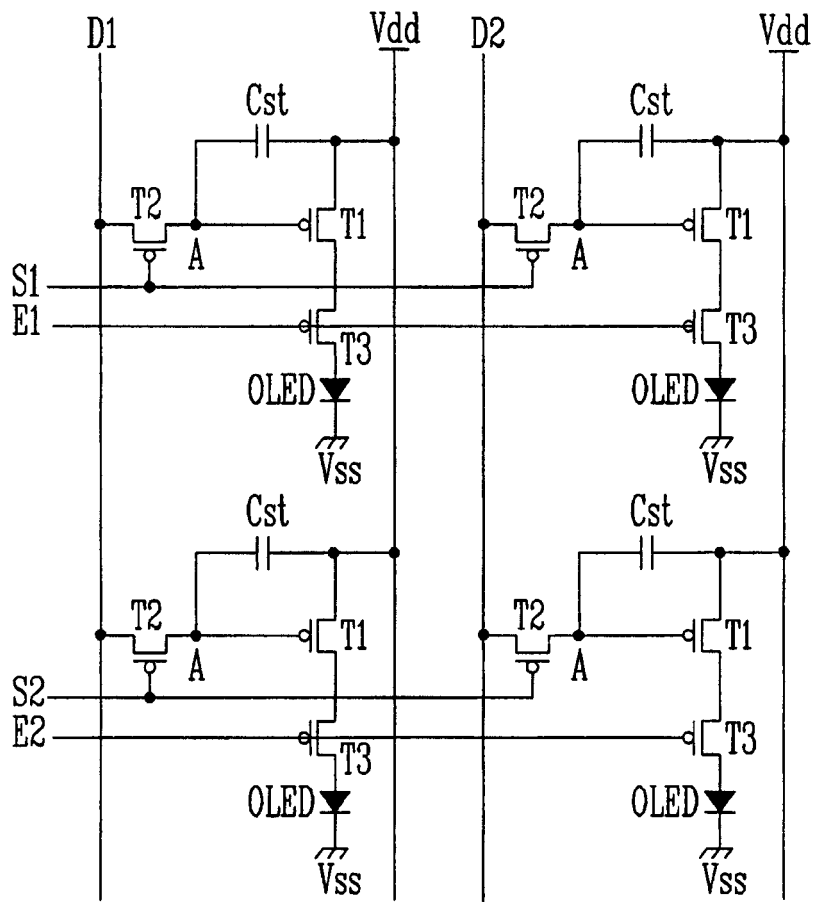 D1 Vdd D2 Vdd
Cst Cst
T2 T1 T2 T1
A A
S1
E1
T3 T3
OLED OLED
Vss Vss
Cst Cst
T2 T1 T2 T1
A A
S2
E2
T3 T3
OLED OLED
Vss Vss